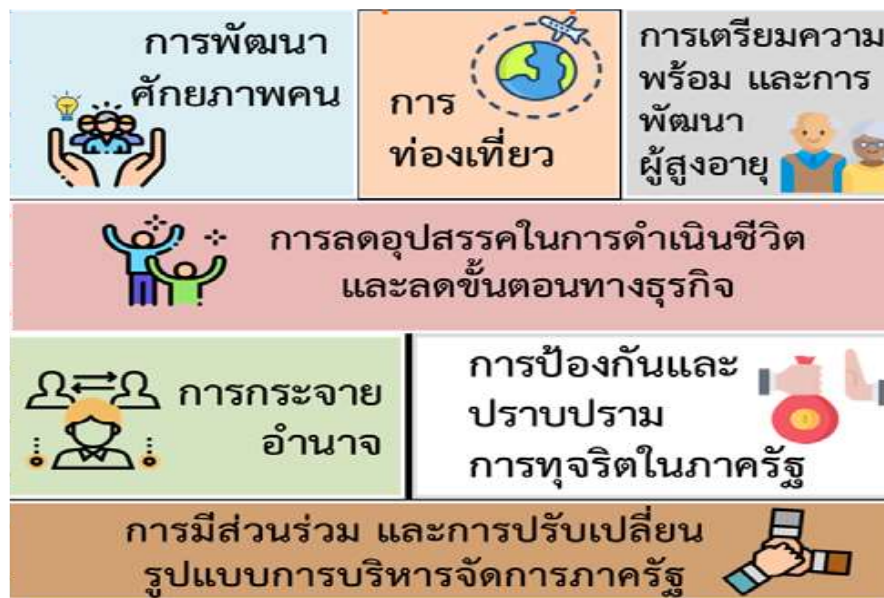 การพัฒนา
ศักยภาพคน
การ
ท่องเที่ยว
การเตรียมความ
พร้อม และการ
พัฒนา
ผู้สูงอายุ
การลดอุปสรรคในการดำเนินชีวิต
และลดขั้นตอนทางธุรกิจ
การกระจาย
อำนาจ
การป้องกันและ
ปราบปราม
การทุจริตในภาครัฐ
การมีส่วนร่วม และการปรับเปลี่ยน
รูปแบบการบริหารจัดการภาครัฐ